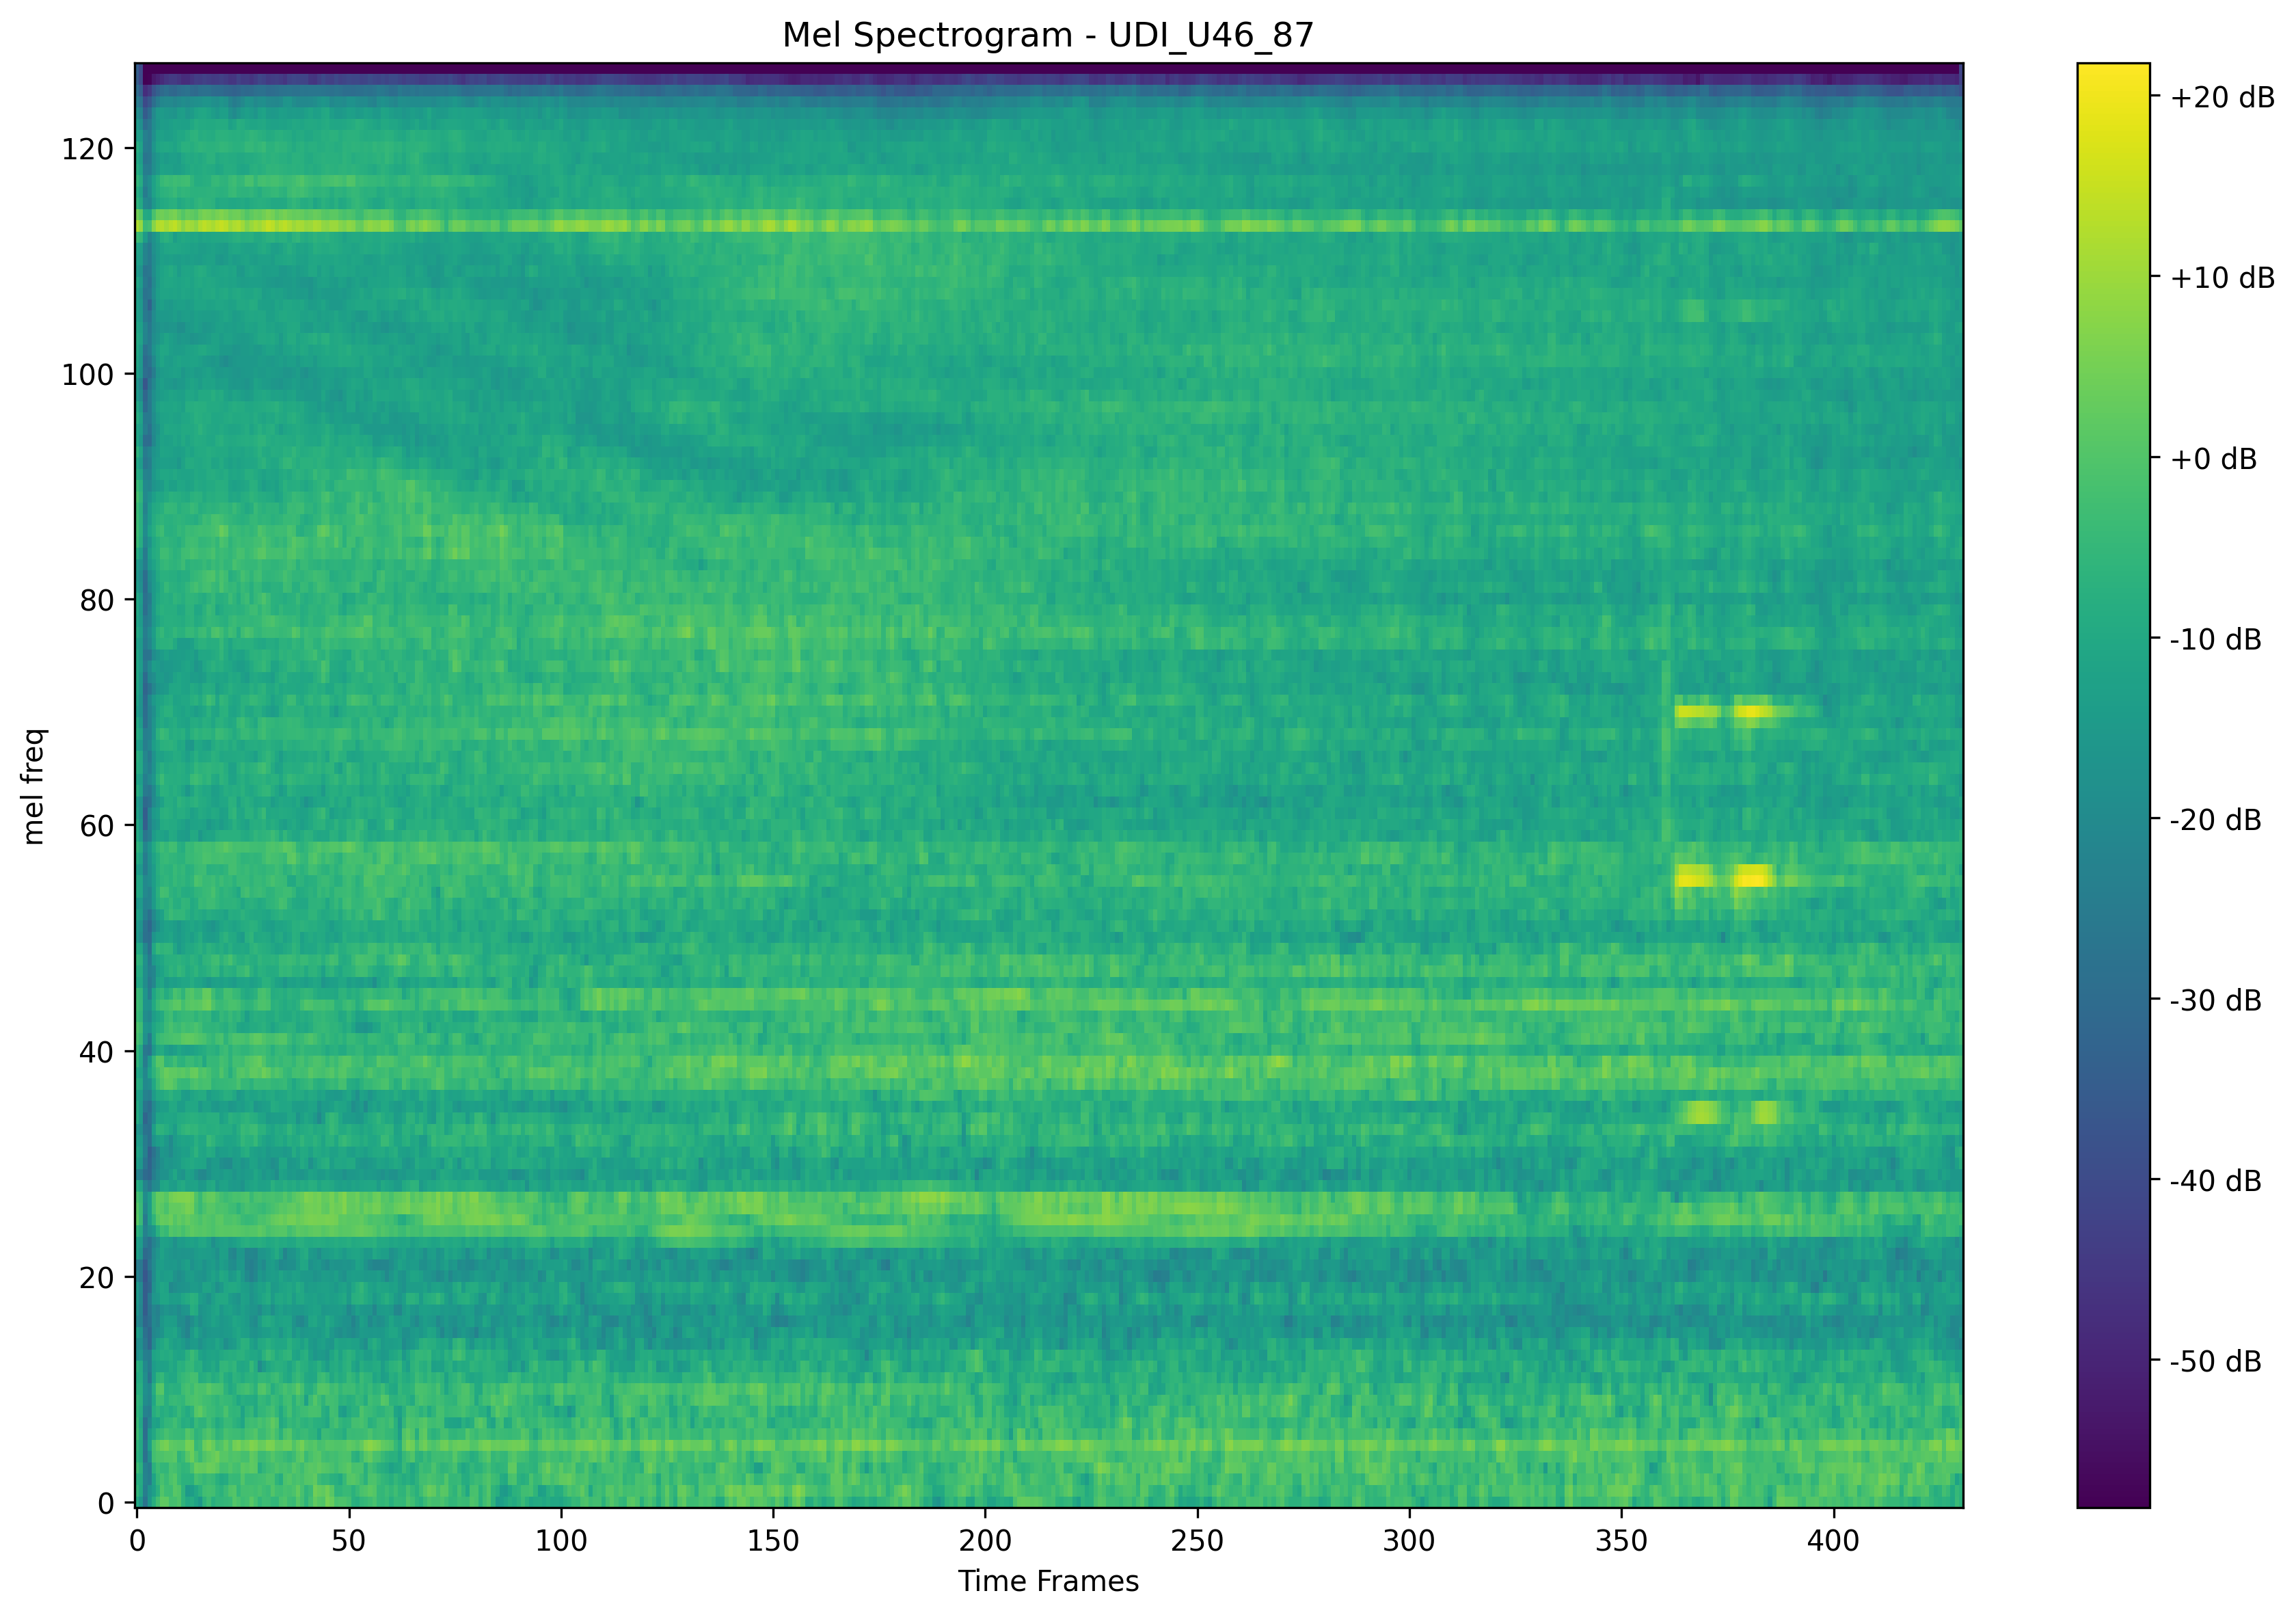 Mel Spectrogram - UDI_U46_87
mel freq
120
100
80
60
40
20
0
0 50 100 150 200 250 300 350 400
Time Frames
+20 dB
+10 dB
+0 dB
-10 dB
-20 dB
-30 dB
-40 dB
-50 dB